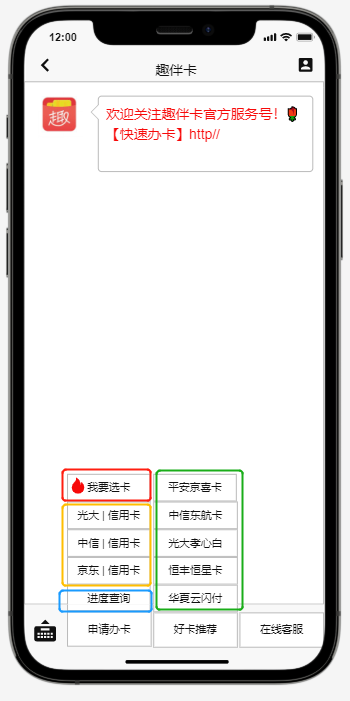 12:00
趣伴卡
趣
欢迎关注趣伴卡官方服务号！
【快速办卡】http//
我要选卡
平安京喜卡
光大 | 信用卡
中信东航卡
中信 | 信用卡
光大孝心白
京东 | 信用卡
恒丰恒星卡
进度查询
华夏云闪付
申请办卡
好卡推荐
在线客服